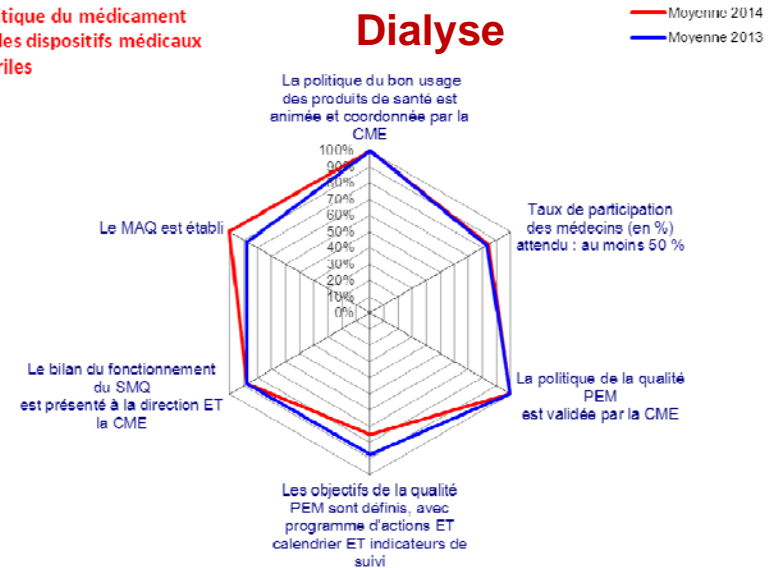 tique du médicament
les dispositifs médicaux
riles
Dialyse
Moyenne 2014
Moyenne 2013
La politique du bon usage
des produits de santé est
animée et coordonnée par la
CME
100%
90%
80%
70%
60%
50%
40%
30%
20%
10%
0%
Taux de participation
des médecins (en %)
attendu : au moins 50 %
La politique de la qualité
PEM
est validée par la CME
Les objectifs de la qualité
PEM sont définis, avec
programme d'actions ET
calendrier ET indicateurs de
suivi
Le bilan du fonctionnement
du SMQ
est présenté à la direction ET
la CME
Le MAQ est établi